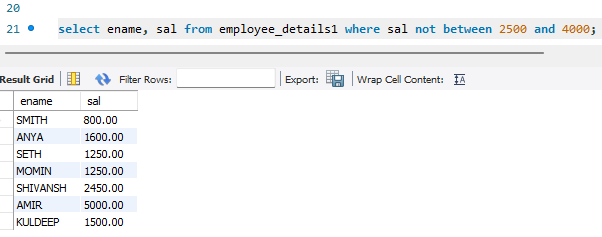 20
21 select ename, sal from employee_details1 where sal not between 2500 and 4000;
Result Grid Filter Rows: Export: Wrap Cell Content: IA
ename sal
SMITH 800.00
ANYA 1600.00
SETH 1250.00
MOMIN 1250.00
SHIVANSH 2450.00
AMIR 5000.00
KULDEEP 1500.00